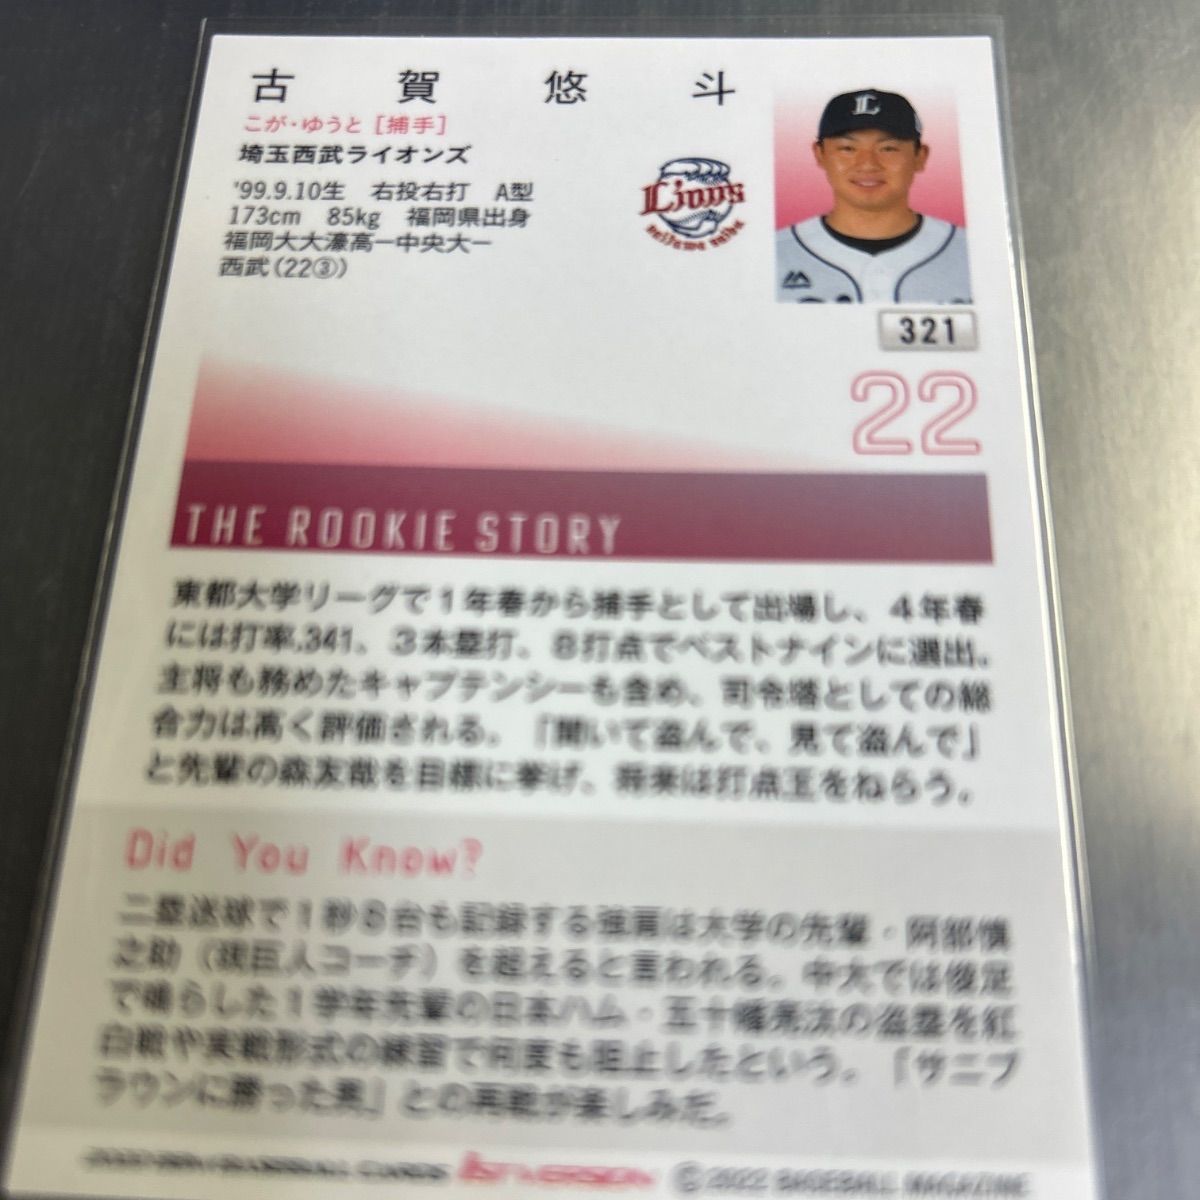 古賀悠斗
こが・ゆうと [捕手]
埼玉西武ライオンズ
'99.9.10生 右投右打 A型
173cm 85kg 福岡県出身
福岡大大濠高ー中央大ー
西武(22③)
Lions
Saitama Seibu
L
321
22
THE ROOKIE STORY
東都大学リーグで1年春から捕手として出場し、4年春
には打率.341、3本塁打、8打点でベストナインに選出。
主将も務めたキャプテンシーも含め、司令塔としての総
合力は高く評価される。「聞いて盗んで、見て盗んで」
と先輩の森友哉を目標に挙げ、将来は打点王をねらう。
Did You Know?
二塁送球で1秒8台も記録する強肩は大学の先輩・阿部慎
之助(現巨人コーチ)を超えると言われる。中大では俊足
で鳴らした1学年先輩の日本ハム・五十幡亮汰の盗塁を紅
白戦や実戦形式の練習で何度も阻止したという。「サニブ
ラウンに勝った男」との再戦が楽しみだ。
2022 BBM BASEBALL CARDS 1st VERSION ©2022 BASEBALL MAGAZINE